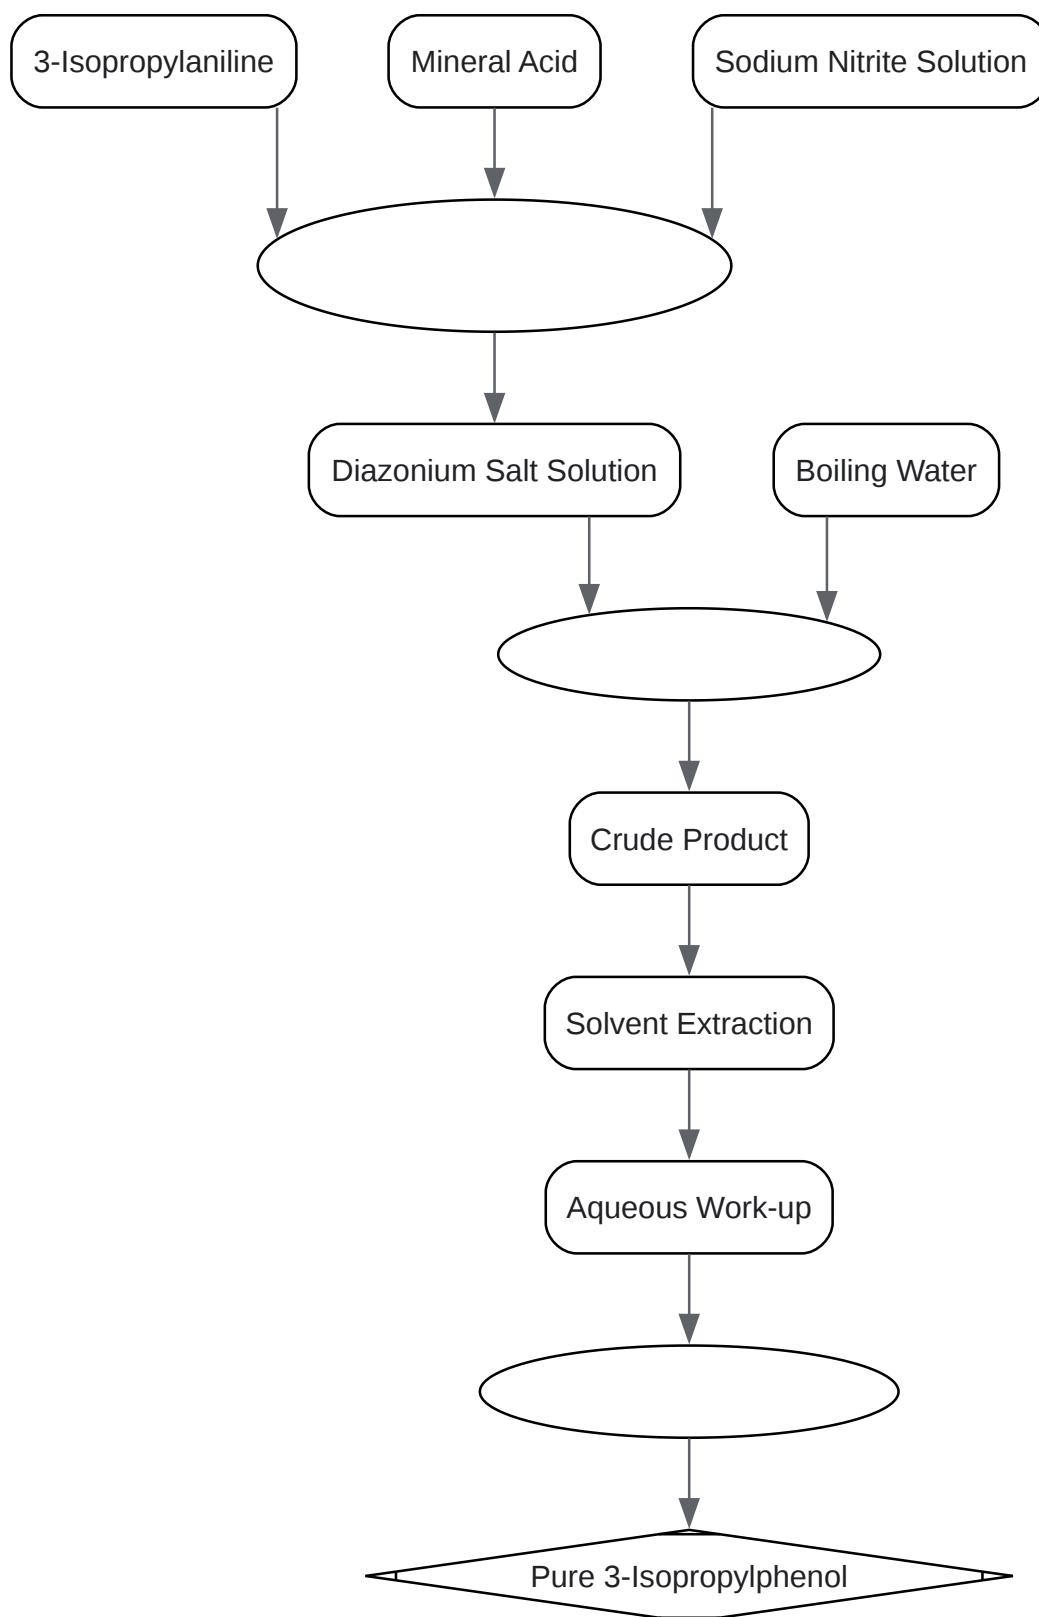 3-Isopropylaniline
Mineral Acid
Sodium Nitrite Solution
Diazonium Salt Solution
Boiling Water
Crude Product
Solvent Extraction
Aqueous Work-up
Pure 3-Isopropylphenol